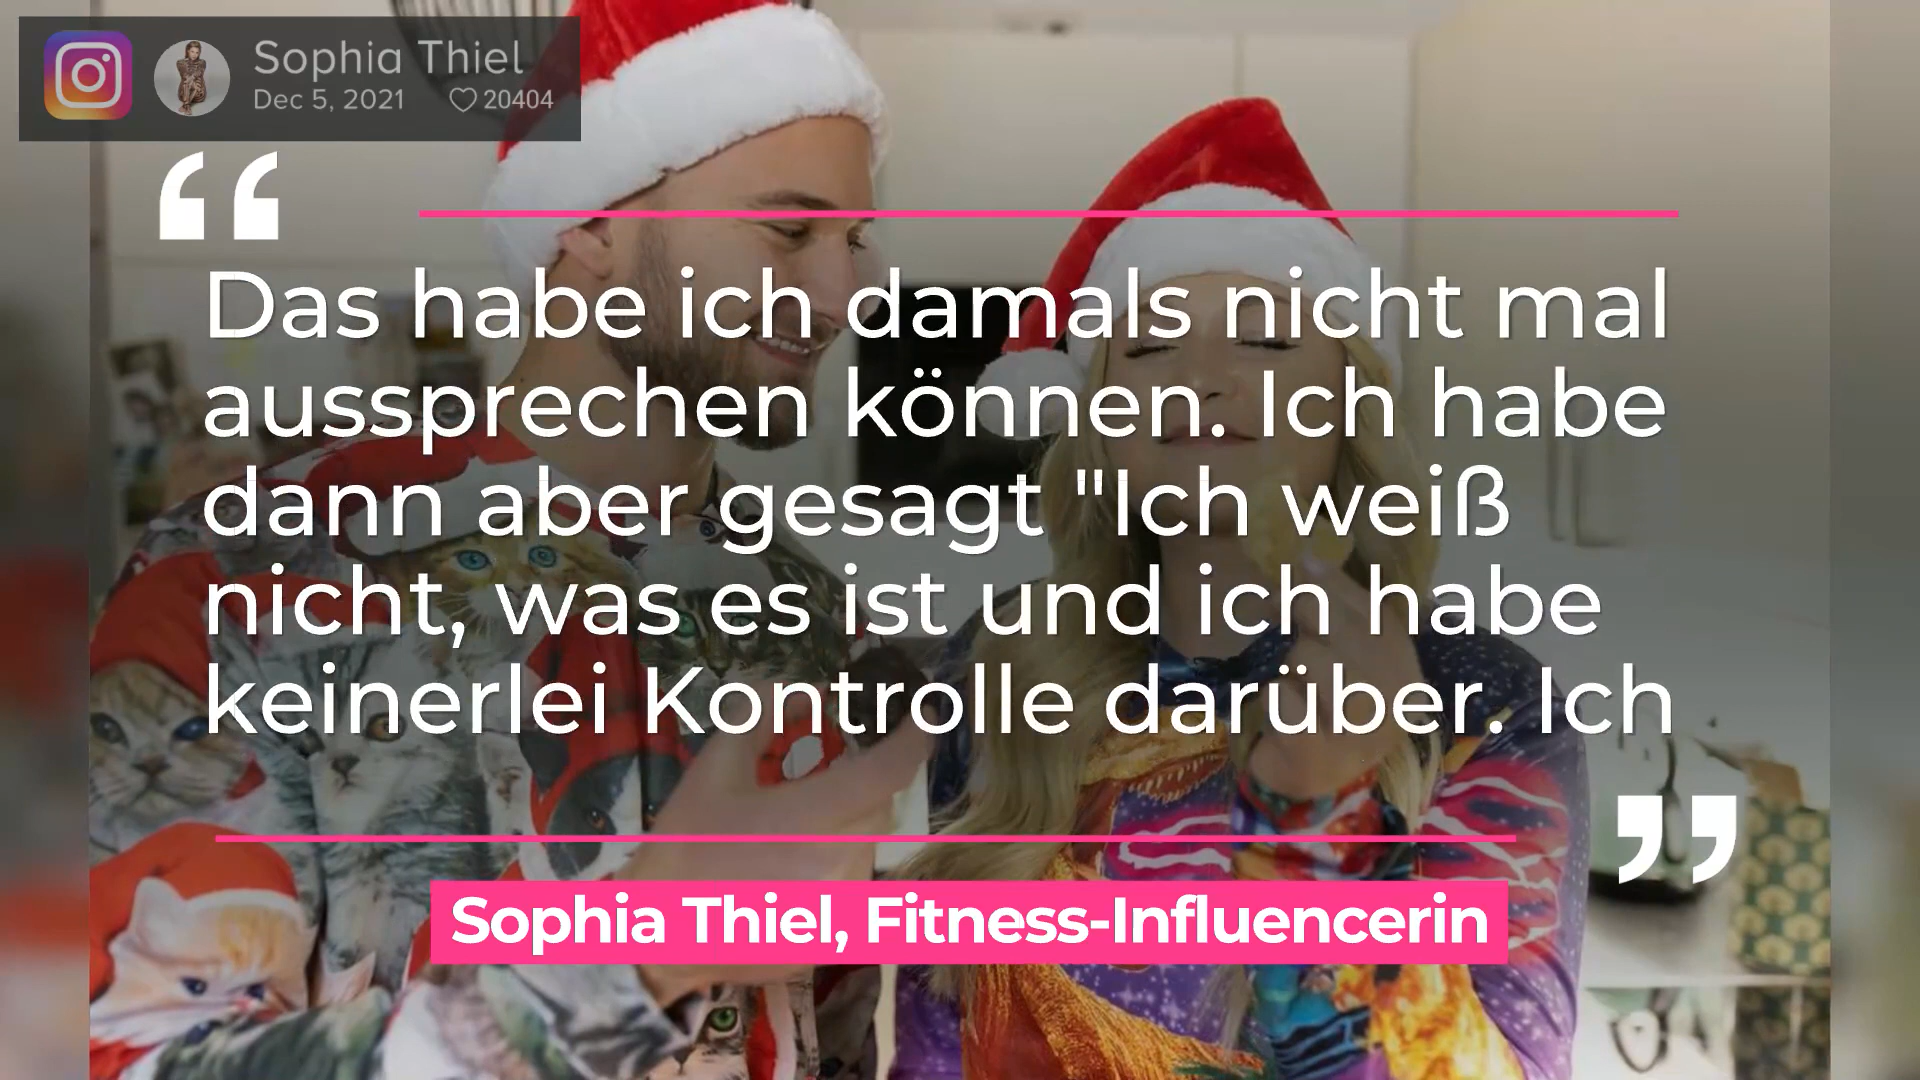 Sophia Thiel
Dec 5, 2021 20404
“
Das habe ich damals nicht mal
aussprechen können. Ich habe
dann aber gesagt "Ich weiß
nicht, was es ist und ich habe
keinerlei Kontrolle darüber. Ich
”
Sophia Thiel, Fitness-Influencerin